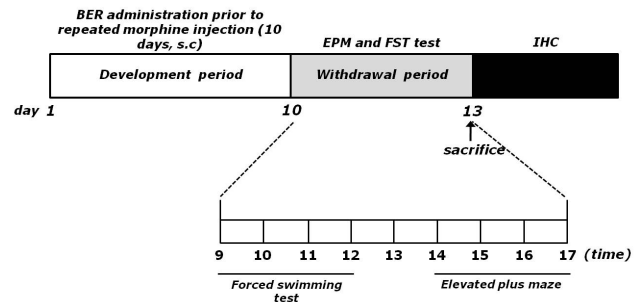 BER administration prior to
repeated morphine injection (10
days, s.c)
EPM and FST test
IHC
Development period
Withdrawal period
day 1
10
13
sacrifice
9 10 11 12 13 14 15 16 17 (time)
Forced swimming
test
Elevated plus maze